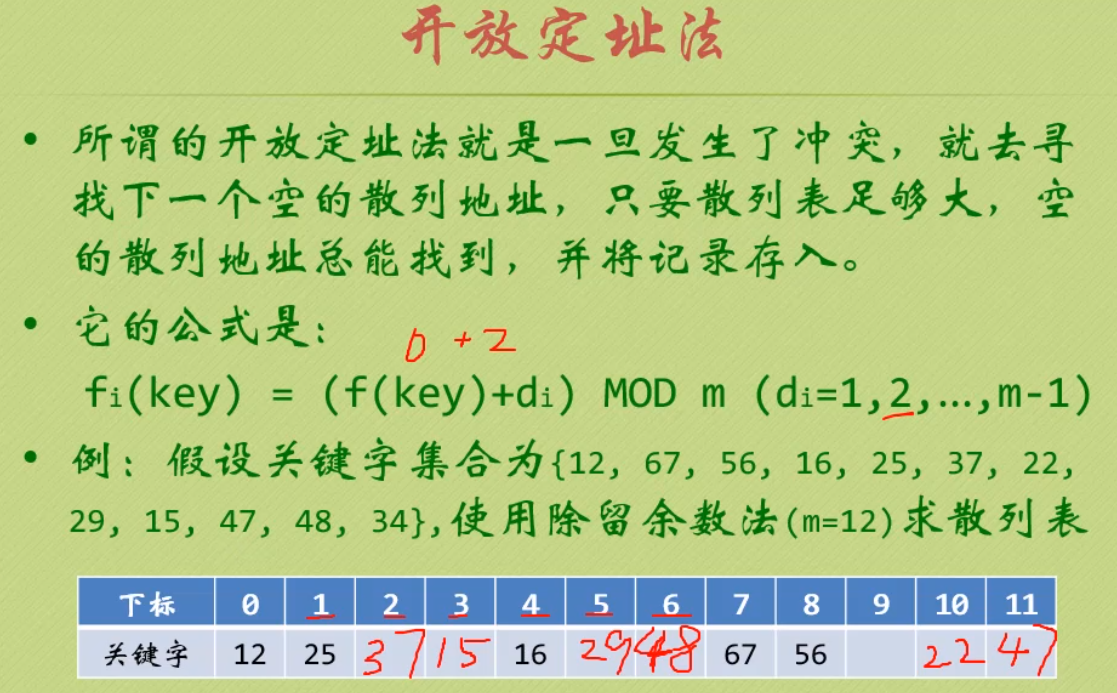 开放定址法
• 所谓的开放定址法就是一旦发生了冲突，就去寻
找下一个空的散列地址，只要散列表足够大，空
的散列地址总能找到，并将记录存入。
• 它的公式是：
0 +2
fi(key) = (f(key)+di) MOD m (di=1,2,…,m-1)
• 例：假设关键字集合为{12, 67, 56, 16, 25, 37, 22,
29, 15, 47, 48, 34},使用除留余数法(m=12)求散列表
下标 0 1 2 3 4 5 6 7 8 9 10 11
关键字 12 25 37 15 16 29 48 67 56 22 47